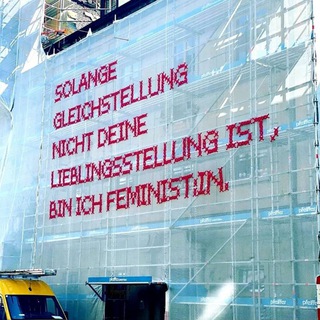 SOLANGE
GLEICHSTELLUNG
NICHT DEINE
LIEBLINGSSTELLUNG IST,
BIN ICH FEMINIST;IN.